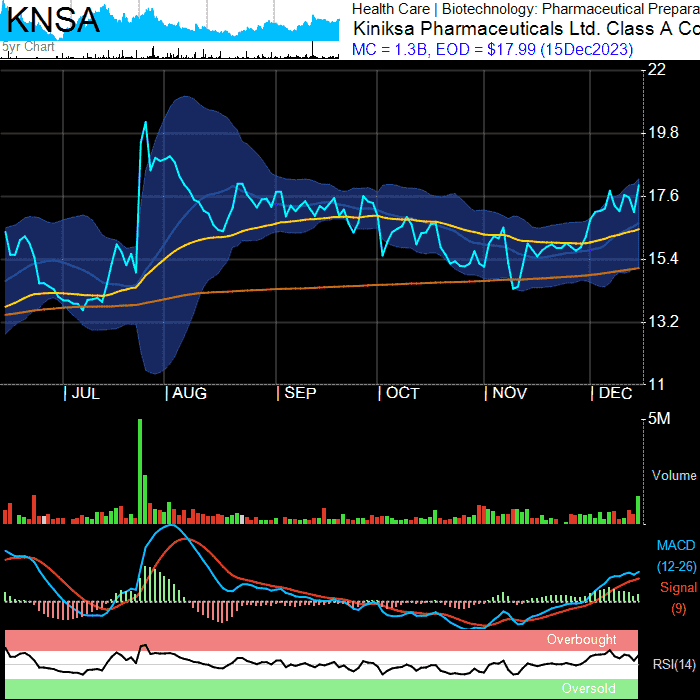 KNSA
5yr Chart
Health Care | Biotechnology: Pharmaceutical Prepara
Kiniksa Pharmaceuticals Ltd. Class A Co
MC = 1.3B, EOD = $17.99 (15Dec2023)
22
19.8
17.6
15.4
13.2
11
| JUL | AUG | SEP | OCT | NOV | DEC
5M
Volume
MACD
(12-26)
Signal
(9)
Overbought
RSI(14)
Oversold